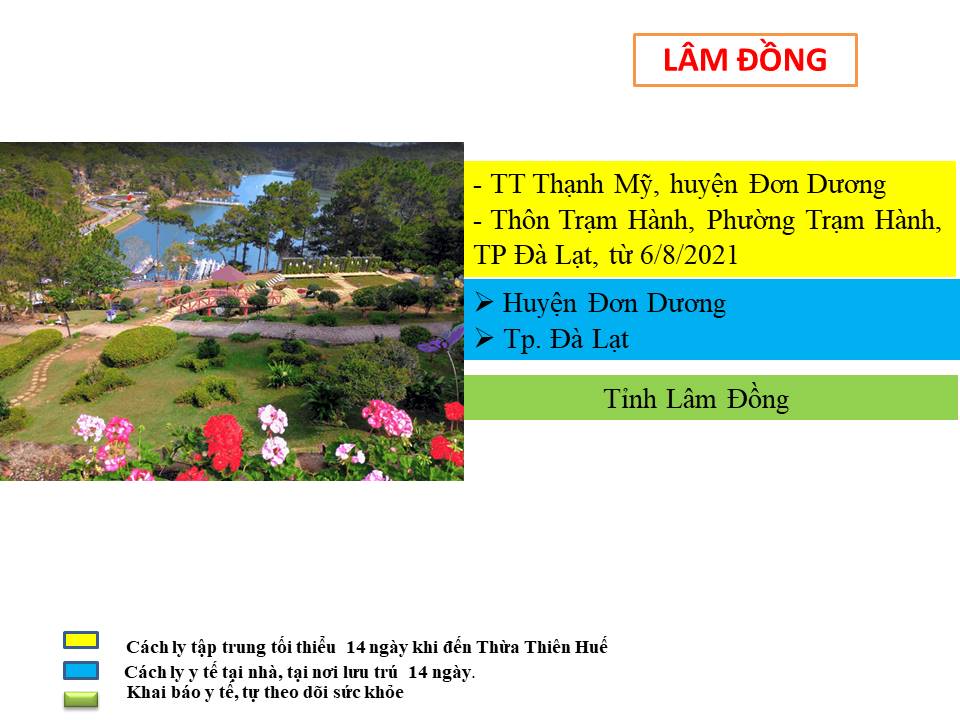 LÂM ĐỒNG
- TT Thạnh Mỹ, huyện Đơn Dương
- Thôn Trạm Hành, Phường Trạm Hành,
TP Đà Lạt, từ 6/8/2021
➢ Huyện Đơn Dương
➢ Tp. Đà Lạt
Tỉnh Lâm Đồng
Cách ly tập trung tối thiểu 14 ngày khi đến Thừa Thiên Huế
Cách ly y tế tại nhà, tại nơi lưu trú 14 ngày.
Khai báo y tế, tự theo dõi sức khỏe